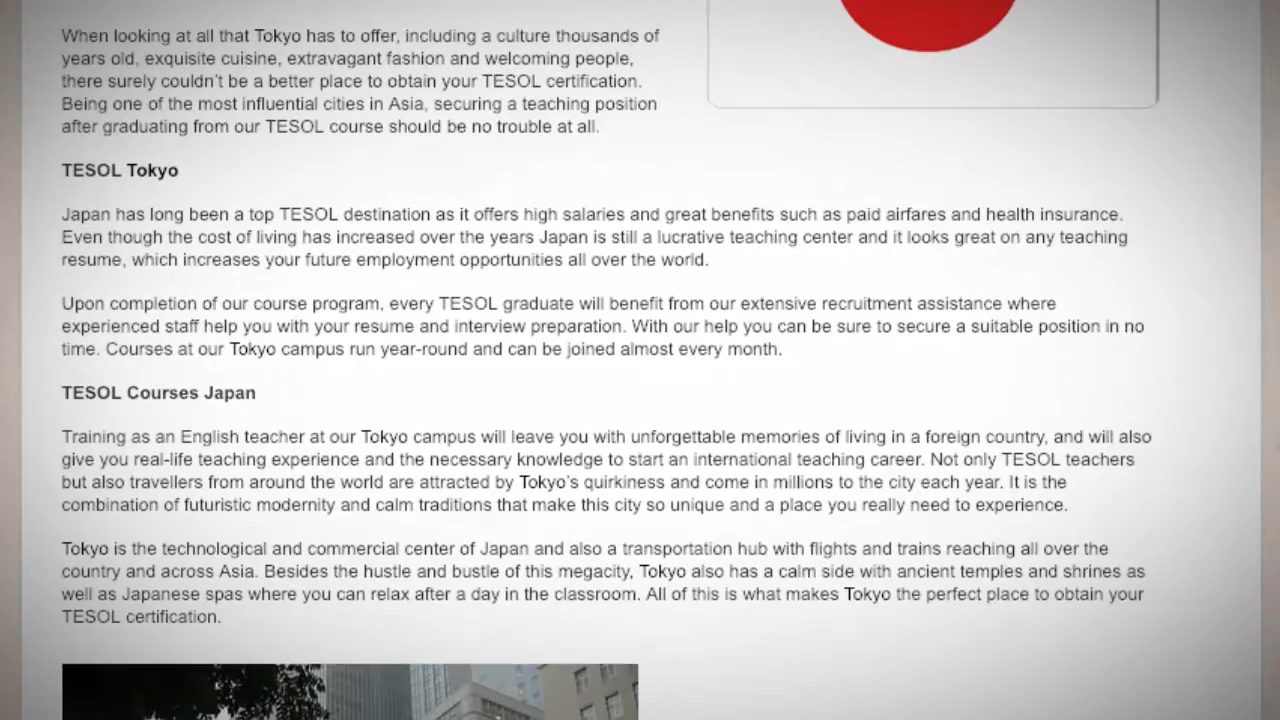 When looking at all that Tokyo has to offer, including a culture thousands of
years old, exquisite cuisine, extravagant fashion and welcoming people,
there surely couldn't be a better place to obtain your TESOL certification.
Being one of the most influential cities in Asia, securing a teaching position
after graduating from our TESOL course should be no trouble at all.
TESOL Tokyo
Japan has long been a top TESOL destination as it offers high salaries and great benefits such as paid airfares and health insurance.
Even though the cost of living has increased over the years Japan is still a lucrative teaching center and it looks great on any teaching
resume, which increases your future employment opportunities all over the world.
Upon completion of our course program, every TESOL graduate will benefit from our extensive recruitment assistance where
experienced staff help you with your resume and interview preparation. With our help you can be sure to secure a suitable position in no
time. Courses at our Tokyo campus run year-round and can be joined almost every month.
TESOL Courses Japan
Training as an English teacher at our Tokyo campus will leave you with unforgettable memories of living in a foreign country, and will also
give you real-life teaching experience and the necessary knowledge to start an international teaching career. Not only TESOL teachers
but also travellers from around the world are attracted by Tokyo's quirkiness and come in millions to the city each year. It is the
combination of futuristic modernity and calm traditions that make this city so unique and a place you really need to experience.
Tokyo is the technological and commercial center of Japan and also a transportation hub with flights and trains reaching all over the
country and across Asia. Besides the hustle and bustle of this megacity, Tokyo also has a calm side with ancient temples and shrines as
well as Japanese spas where you can relax after a day in the classroom. All of this is what makes Tokyo the perfect place to obtain your
TESOL certification.